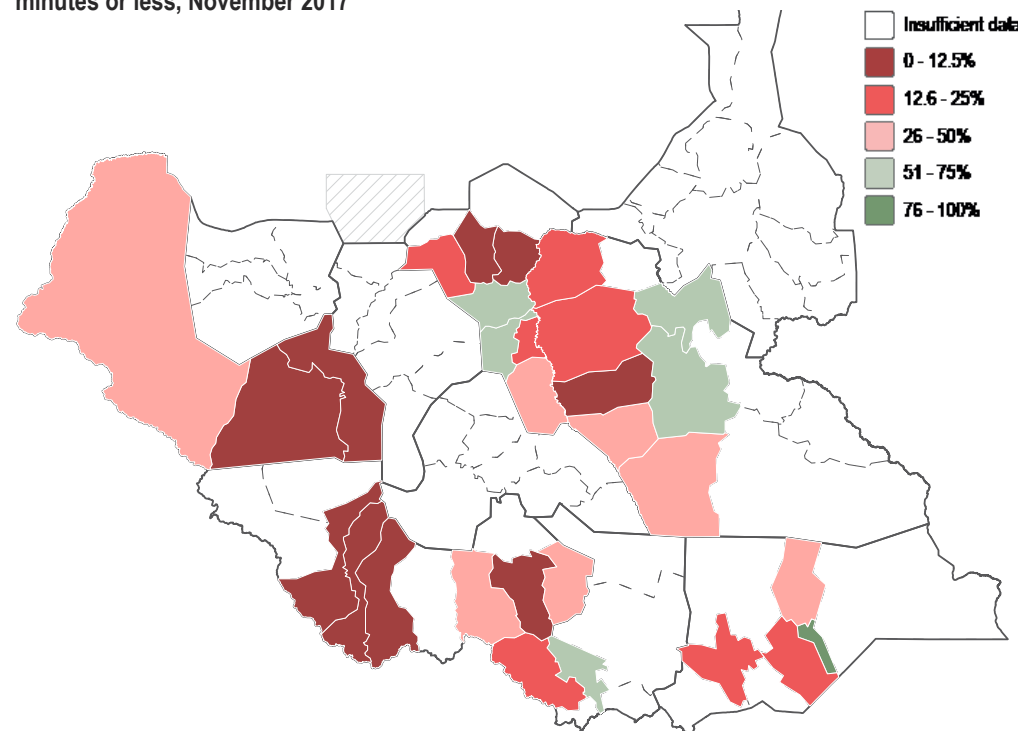 minutes or less, November 2017
Insufficient data
0 - 12.5%
12.6 - 25%
26 - 50%
51 - 75%
76 - 100%